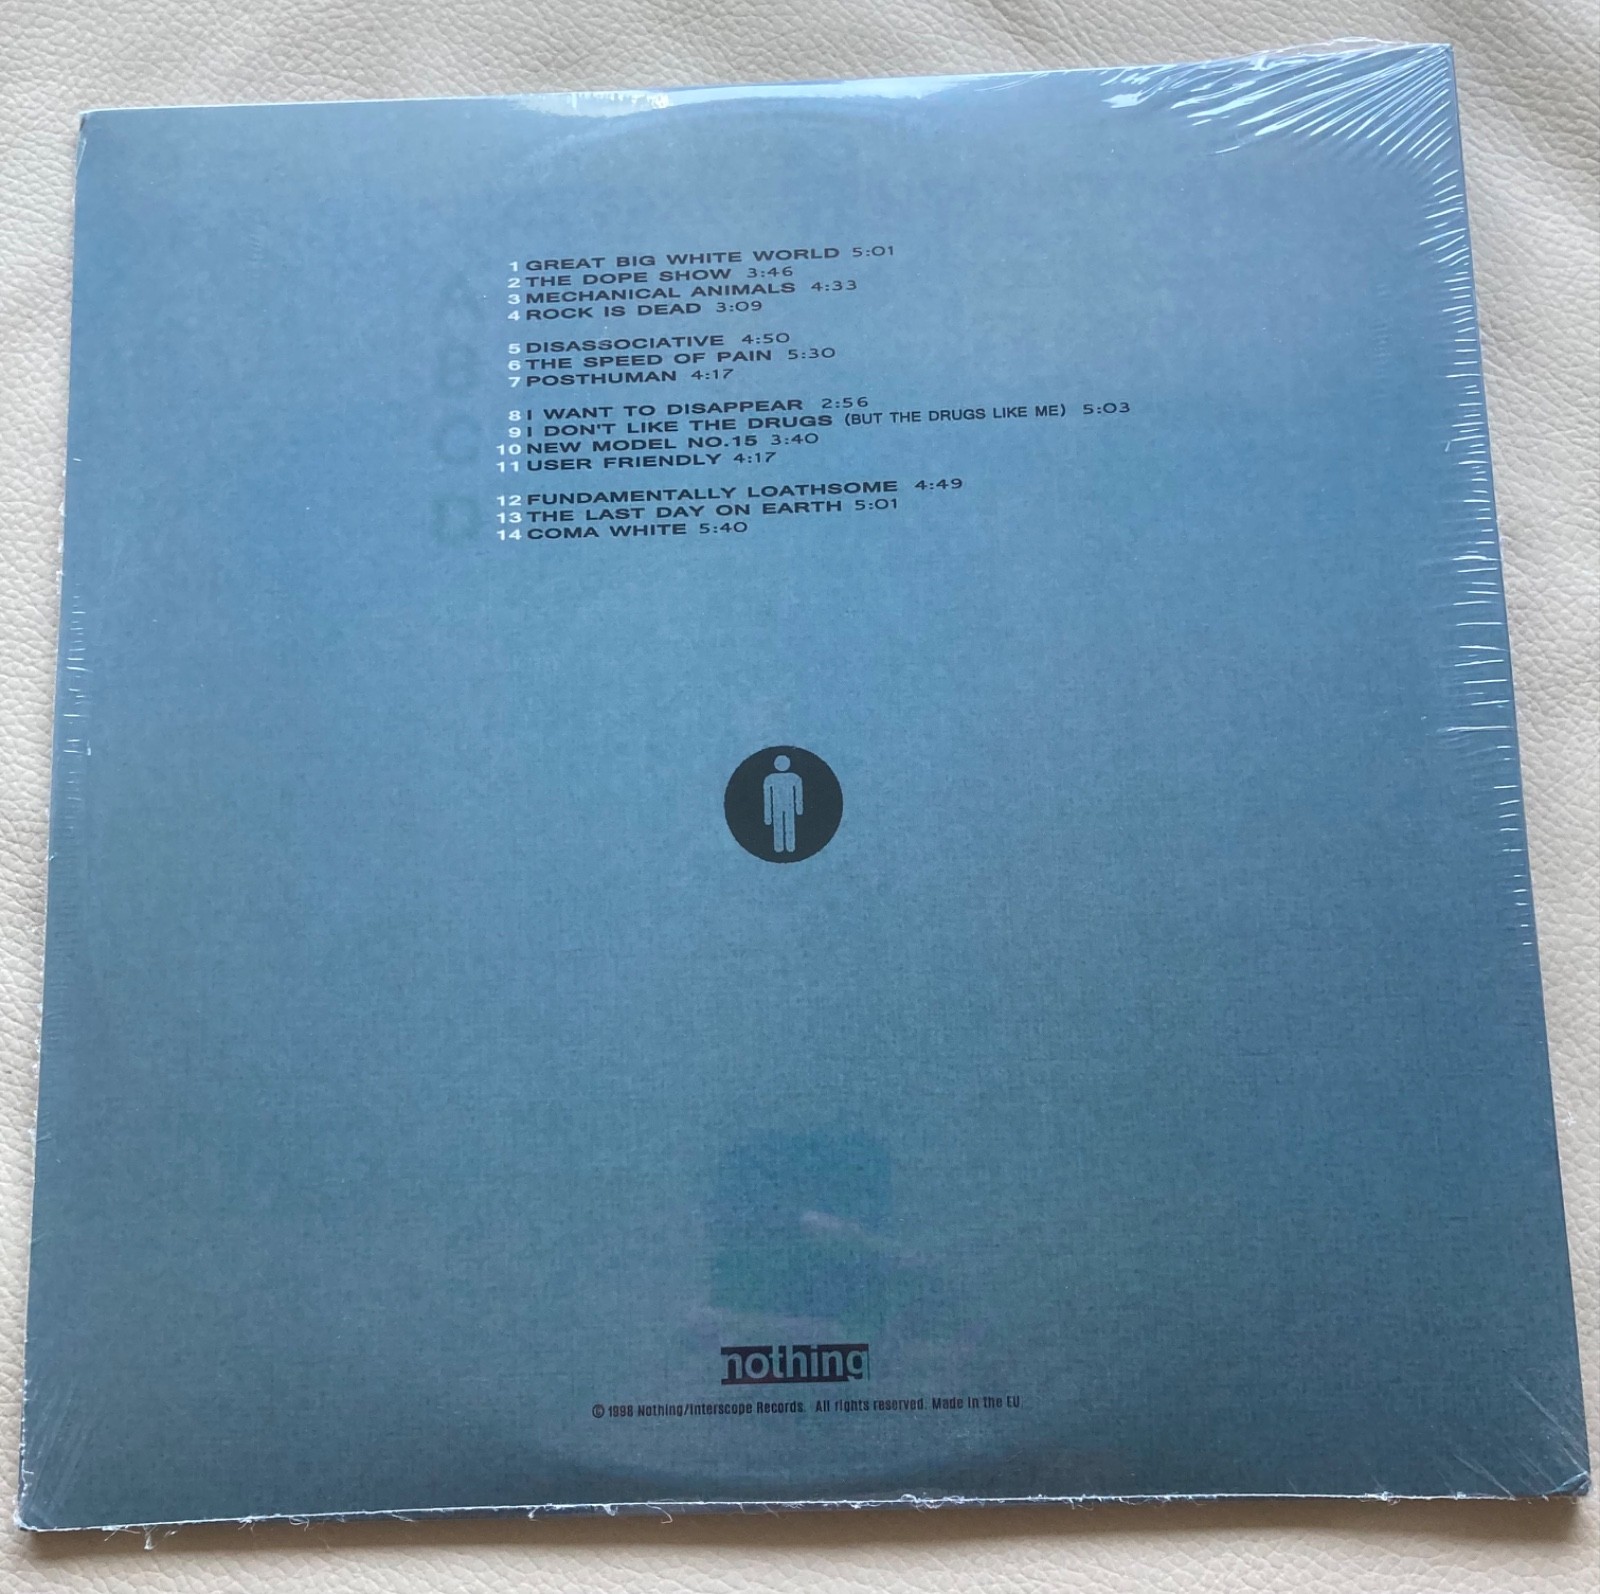 A
1 GREAT BIG WHITE WORLD 5:01
2 THE DOPE SHOW 3:46
3 MECHANICAL ANIMALS 4:33
4 ROCK IS DEAD 3:09
B
5 DISASSOCIATIVE 4:50
6 THE SPEED OF PAIN 5:30
7 POSTHUMAN 4:17
C
8 I WANT TO DISAPPEAR 2:56
9 I DON'T LIKE THE DRUGS (BUT THE DRUGS LIKE ME) 5:03
10 NEW MODEL NO.15 3:40
11 USER FRIENDLY 4:17
D
12 FUNDAMENTALLY LOATHSOME 4:49
13 THE LAST DAY ON EARTH 5:01
14 COMA WHITE 5:40
nothing
© 1998 Nothing/Interscope Records. All rights reserved. Made in the EU.